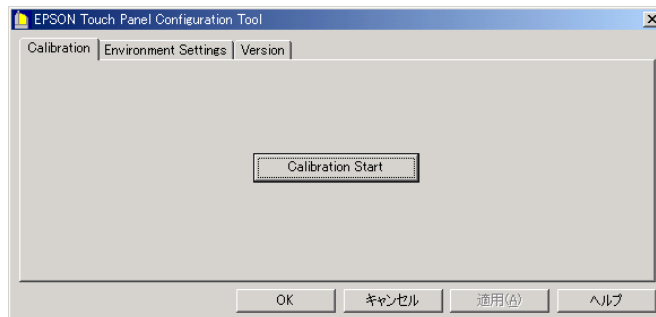 EPSON Touch Panel Configuration Tool
Calibration Environment Settings Version
Calibration Start
OK キャンセル 適用(A) ヘルプ